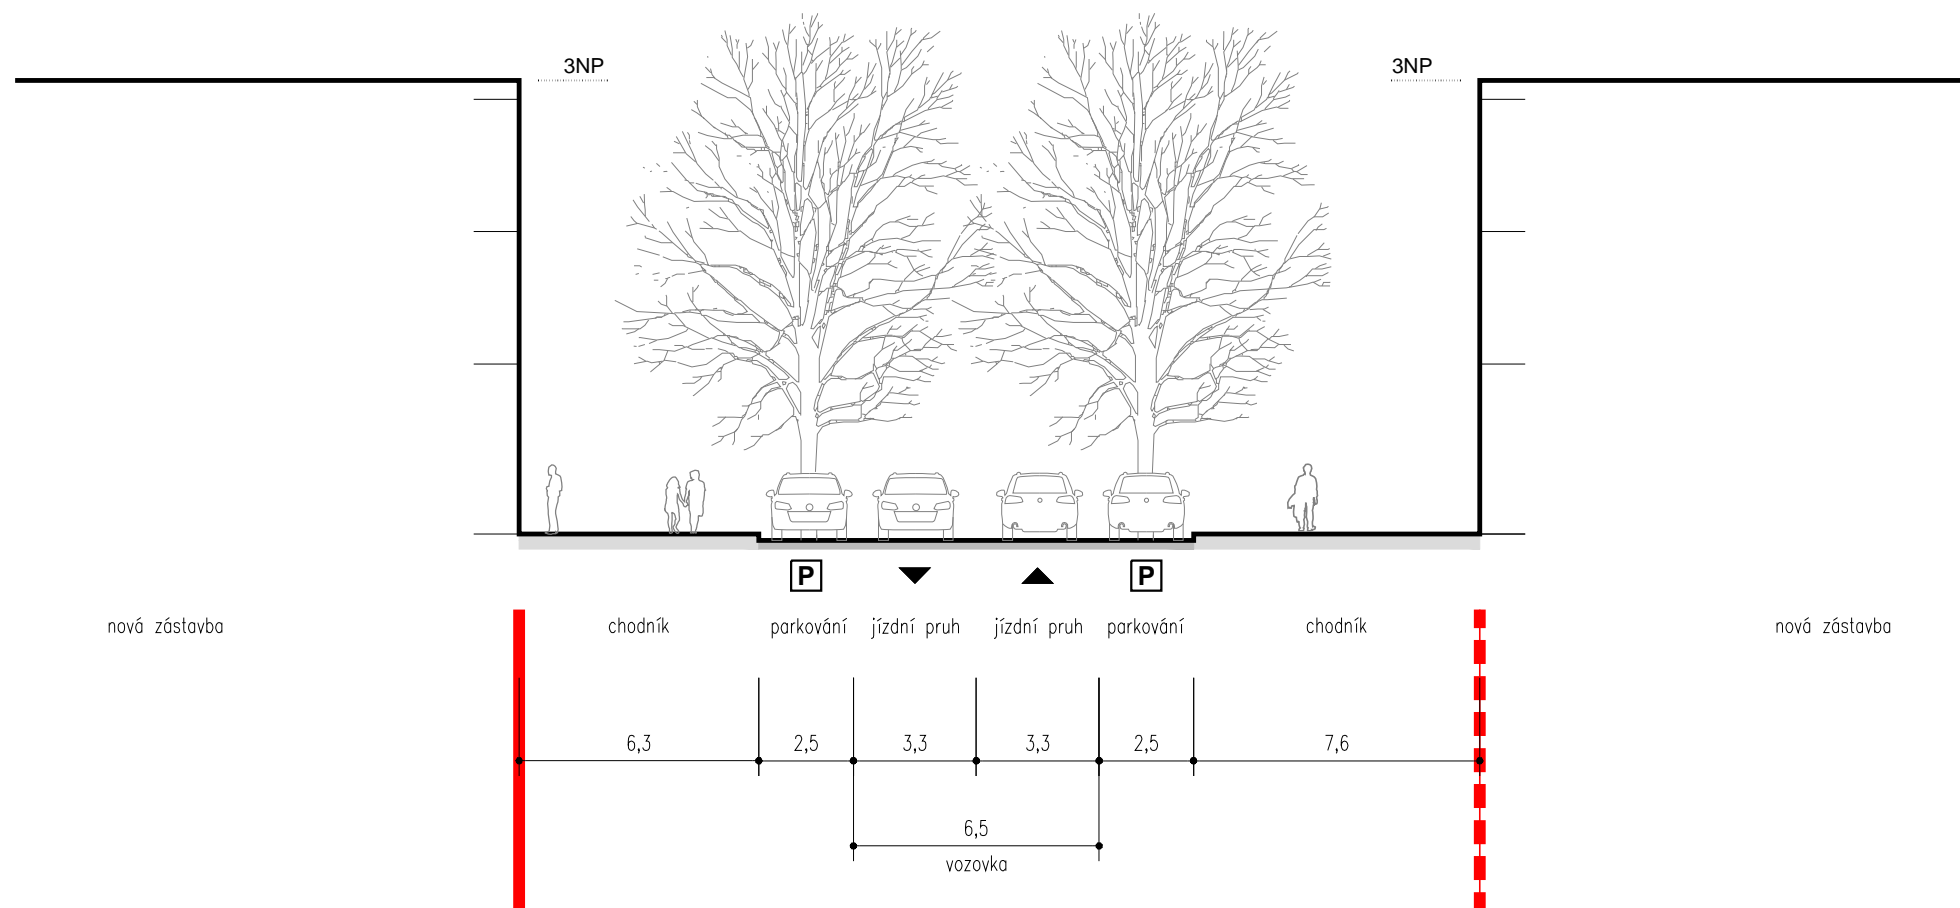 3NP 3NP
P P
nová zástavba chodník parkování jízdní pruh jízdní pruh parkování chodník nová zástavba
6,3 2,5 3,3 3,3 2,5 7,6
6,5
vozovka